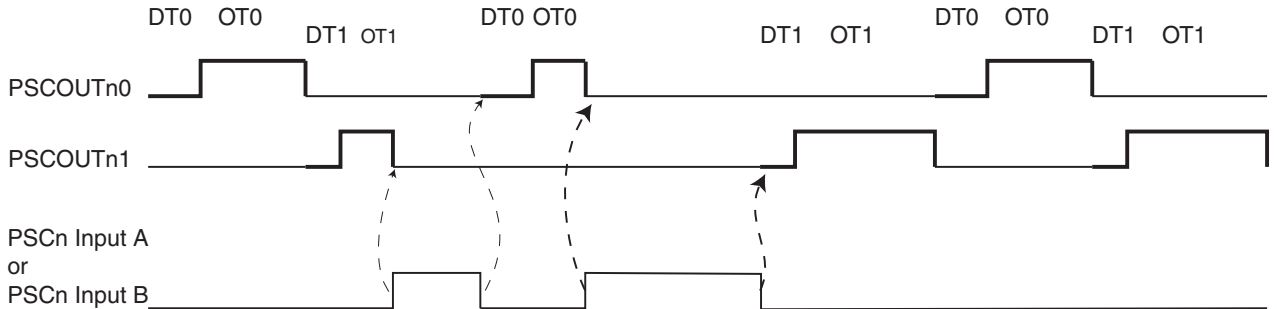 DT0 OT0 DT0 OT0 DT0 OT0
DT1 OT1 DT1 OT1 DT1 OT1
PSCOUTn0
PSCOUTn1
PSCn Input A
or
PSCn Input B